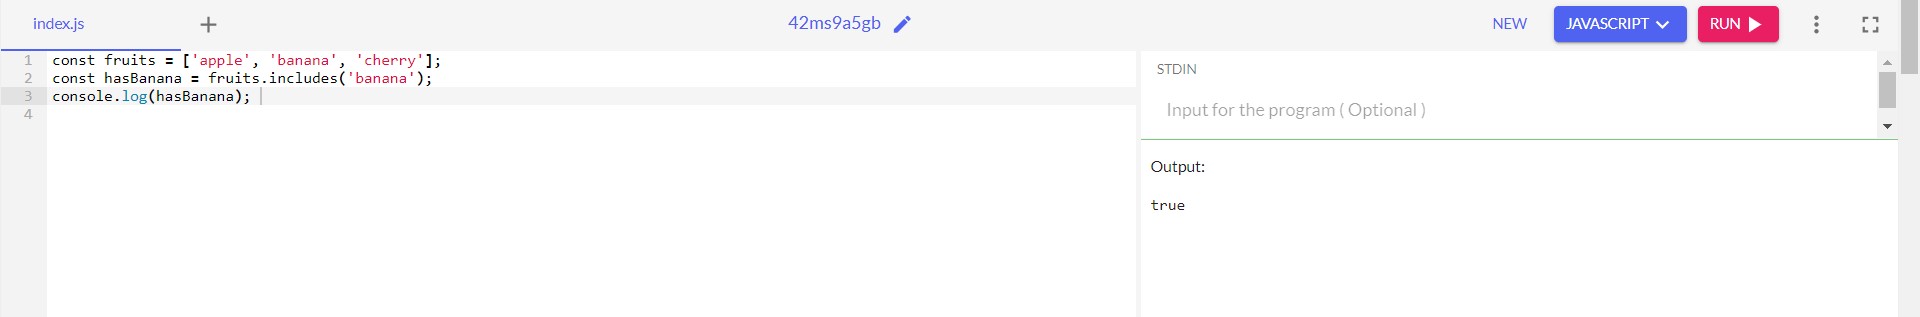 index.js + 42ms9a5gb NEW JAVASCRIPT RUN
1 const fruits = ['apple', 'banana', 'cherry'];
2 const hasBanana = fruits.includes('banana');
3 console.log(hasBanana);
4
STDIN
Input for the program ( Optional )
Output:
true